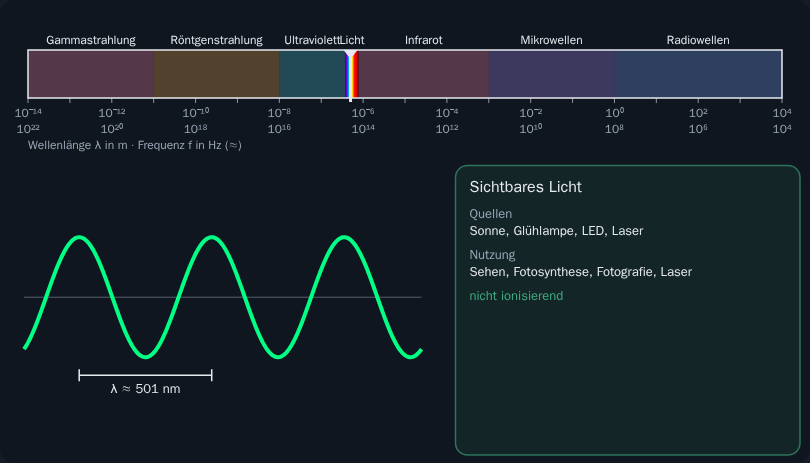 Gammastrahlung Röntgenstrahlung Ultraviolett Licht Infrarot Mikrowellen Radiowellen
10⁻¹⁴ 10⁻¹² 10⁻¹⁰ 10⁻⁸ 10⁻⁶ 10⁻⁴ 10⁻² 10⁰ 10² 10⁴
10²² 10²⁰ 10¹⁸ 10¹⁶ 10¹⁴ 10¹² 10¹⁰ 10⁸ 10⁶ 10⁴
Wellenlänge λ in m · Frequenz f in Hz (≈)
Sichtbares Licht
Quellen
Sonne, Glühlampe, LED, Laser
Nutzung
Sehen, Fotosynthese, Fotografie, Laser
nicht ionisierend
λ ≈ 501 nm